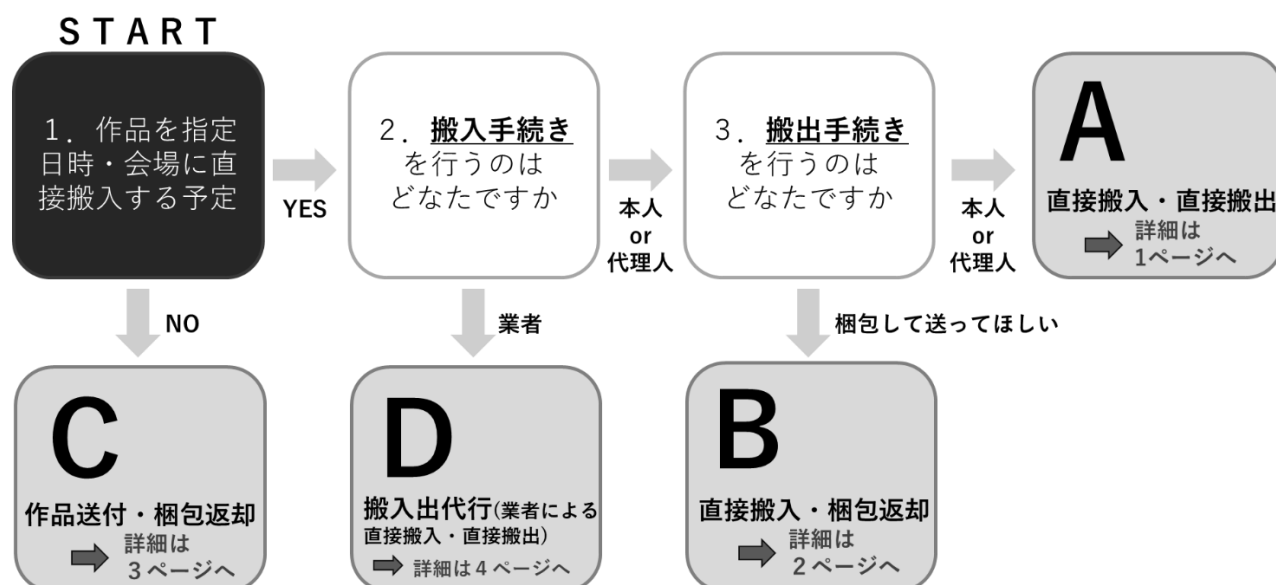 START
１．作品を指定
日時・会場に直
接搬入する予定
YES
２．搬入手続き
を行うのは
どなたですか
本人
or
代理人
３．搬出手続き
を行うのは
どなたですか
本人
or
代理人
A
直接搬入・直接搬出
詳細は
1ページへ
NO
業者
梱包して送ってほしい
C
作品送付・梱包返却
詳細は
３ページへ
D
搬入出代行(業者による
直接搬入・直接搬出)
詳細は４ページへ
B
直接搬入・梱包返却
詳細は
２ページへ